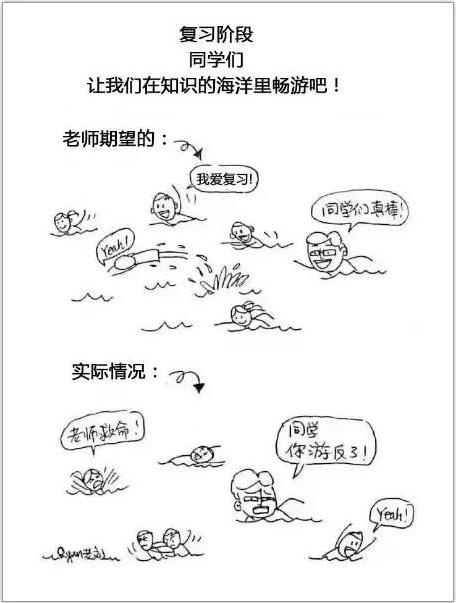 复习阶段
同学们
让我们在知识的海洋里畅游吧！
老师期望的：
我爱复习!
同学们真棒!
Yeah!
实际情况：
老师救命!
同学
你游反了!
Yeah!